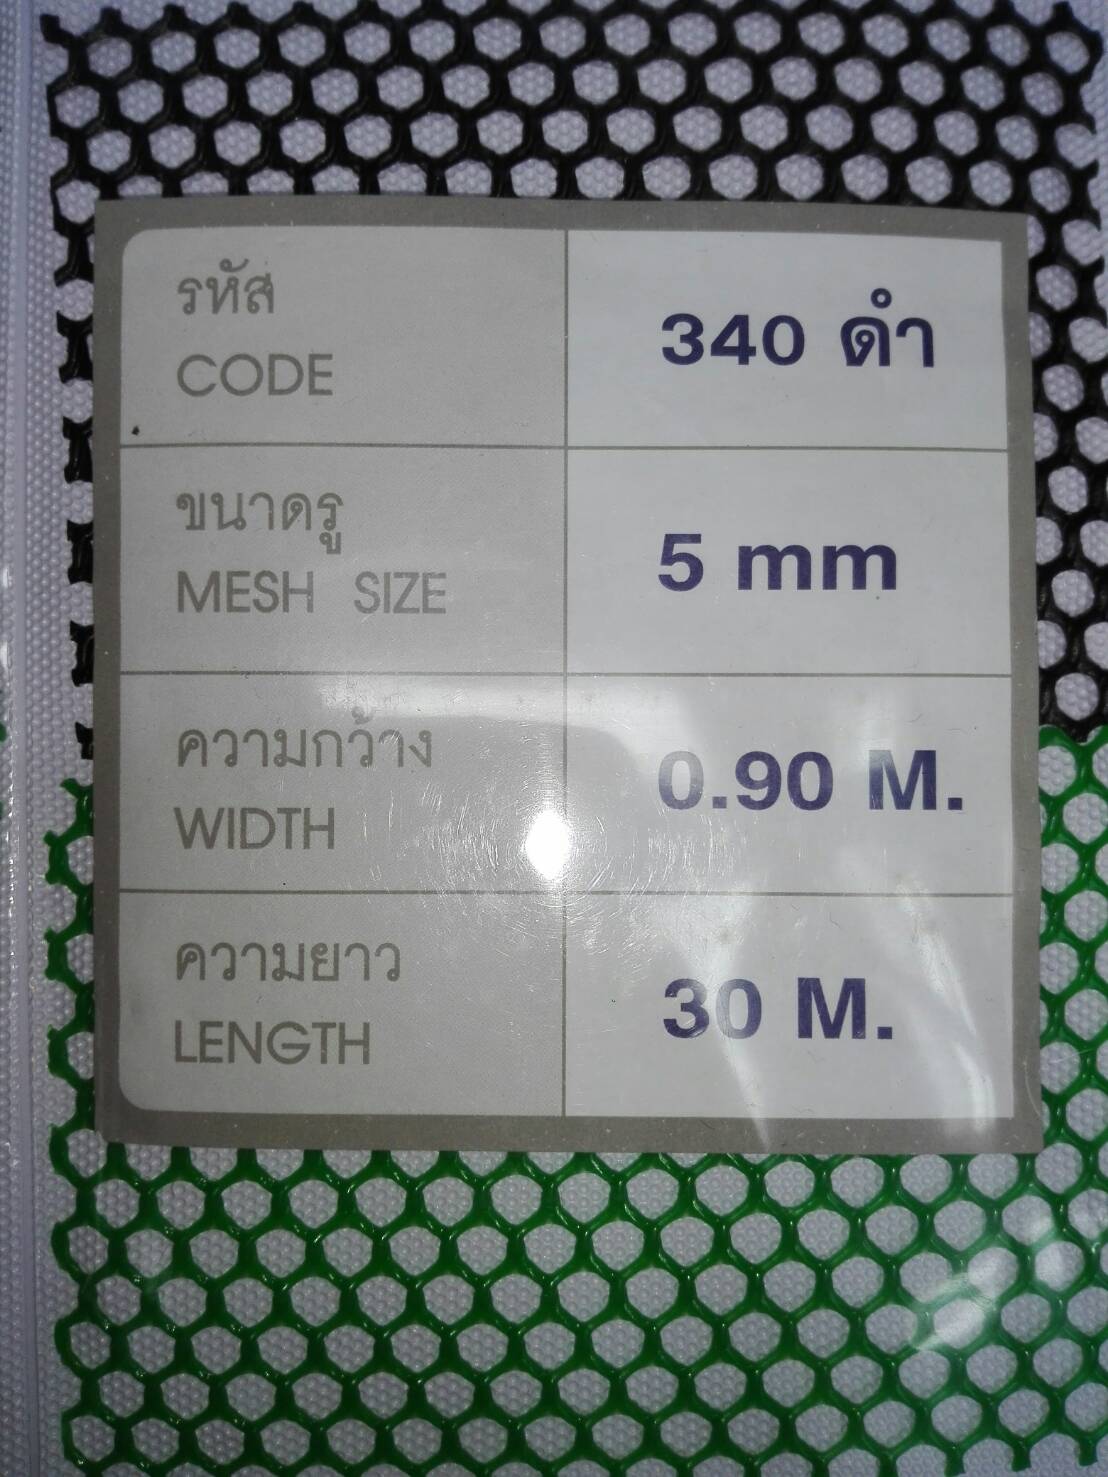 รหัส
CODE
340 ดำ
ขนาดรู
MESH SIZE
5 mm
ความกว้าง
WIDTH
0.90 M.
ความยาว
LENGTH
30 M.